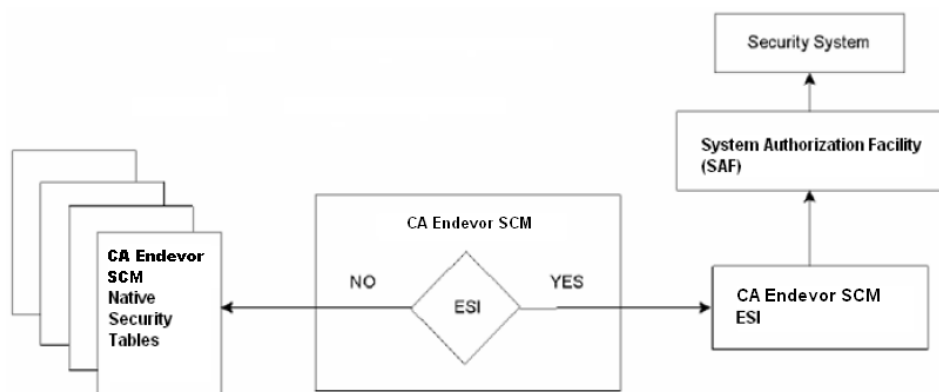 Security System
System Authorization Facility
(SAF)
CA Endevor SCM
NO
ESI
YES
CA Endevor
SCM
Native
Security
Tables
CA Endevor SCM
ESI